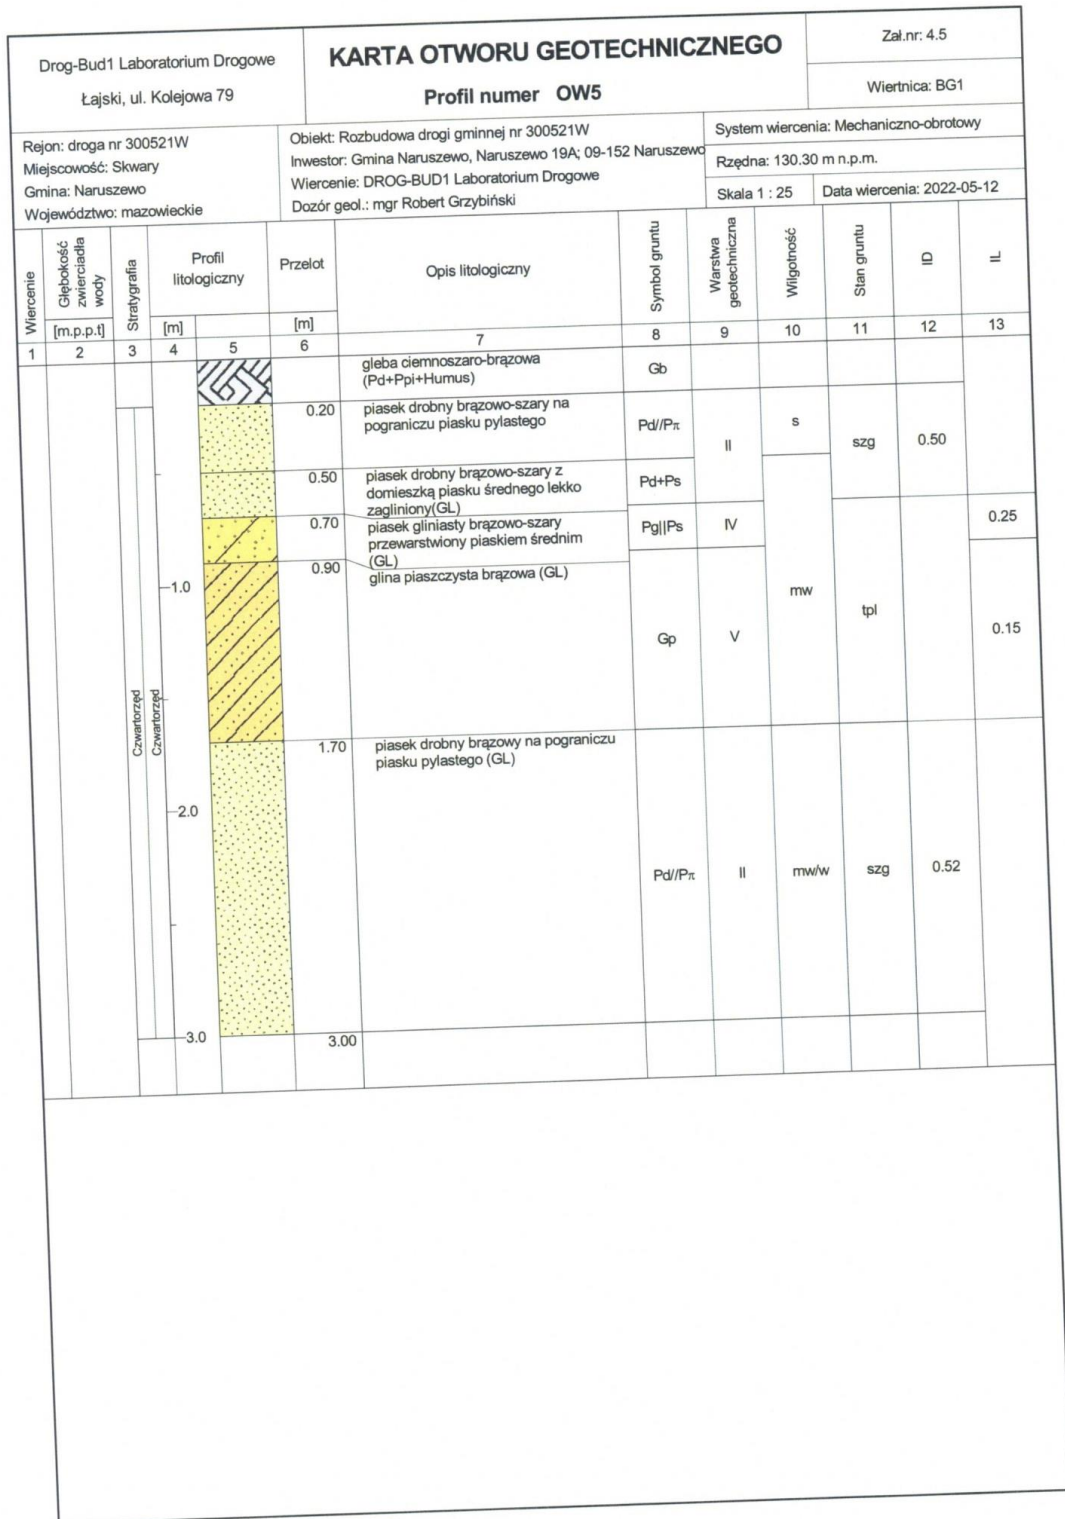 Drog-Bud1 Laboratorium Drogowe
Łajski, ul. Kolejowa 79
KARTA OTWORU GEOTECHNICZNEGO
Profil numer OW5
Zał.nr: 4.5
Wiertnica: BG1
Rejon: droga nr 300521W
Miejscowość: Skwary
Gmina: Naruszewo
Województwo: mazowieckie
Obiekt: Rozbudowa drogi gminnej nr 300521W
Inwestor: Gmina Naruszewo, Naruszewo 19A; 09-152 Naruszewo
Wiercenie: DROG-BUD1 Laboratorium Drogowe
Dozór geol.: mgr Robert Grzybiński
System wiercenia: Mechaniczno-obrotowy
Rzędna: 130.30 m n.p.m.
Skala 1 : 25
Data wiercenia: 2022-05-12
Wiercenie
Głębokość
zwierciadła
wody
[m.p.p.t]
Stratygrafia
Profil
litologiczny
[m]
Przelot
[m]
Opis litologiczny
Symbol gruntu
Warstwa
geotechniczna
Wilgotność
Stan gruntu
ID
IL
1 2 3 4 5 6 7 8 9 10 11 12 13
gleba ciemnoszaro-brązowa
(Pd+Ppi+Humus)
Gb
0.20
piasek drobny brązowo-szary na
pograniczu piasku pylastego
Pd//Pπ
II
s
szg
0.50
0.50
piasek drobny brązowo-szary z
domieszką piasku średnego lekko
zagliniony(GL)
Pd+Ps
0.70
piasek gliniasty brązowo-szary
przewarstwiony piaskiem średnim
(GL)
Pg||Ps
IV
0.25
0.90
glina piaszczysta brązowa (GL)
1.0
Gp
V
mw
tpl
0.15
Czwartorzęd
Czwartorzęd
1.70
piasek drobny brązowy na pograniczu
piasku pylastego (GL)
2.0
Pd//Pπ
II
mw/w
szg
0.52
3.0
3.00